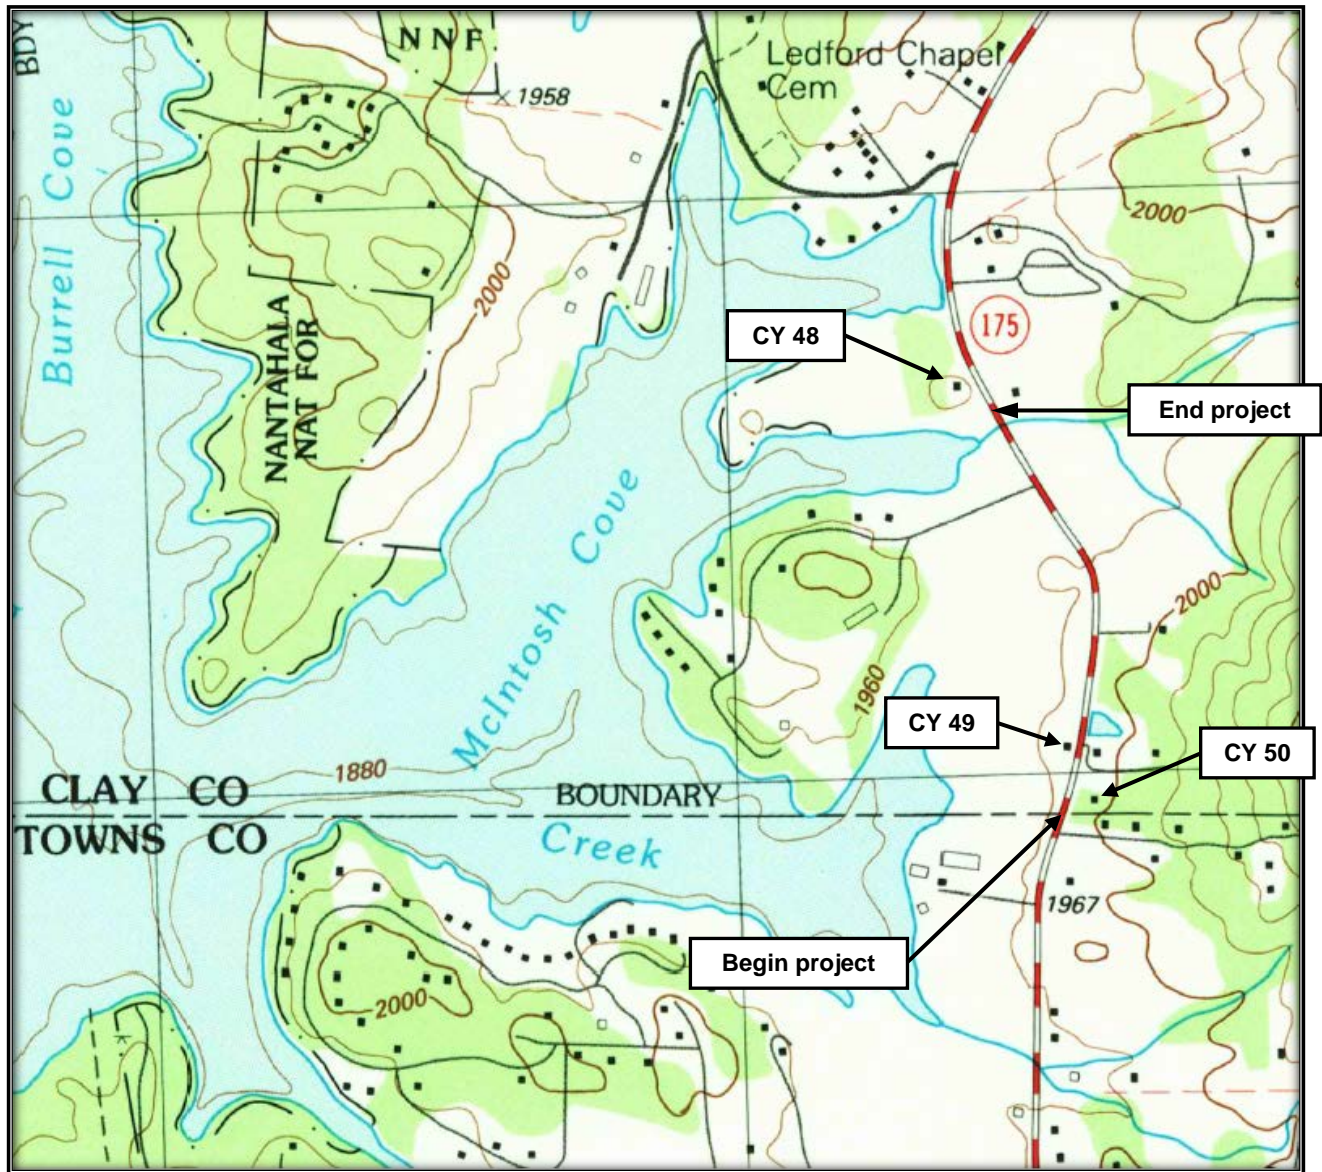 BDY
N N F
Ledford Chapel
Cem
1958
Burrell Cove
2000
2000
175
CY 48
NANTAHALA
NAT FOR
End project
McIntosh Cove
2000
1960
CY 49
CY 50
1880
CLAY CO
BOUNDARY
TOWNS CO
Creek
1967
Begin project
2000